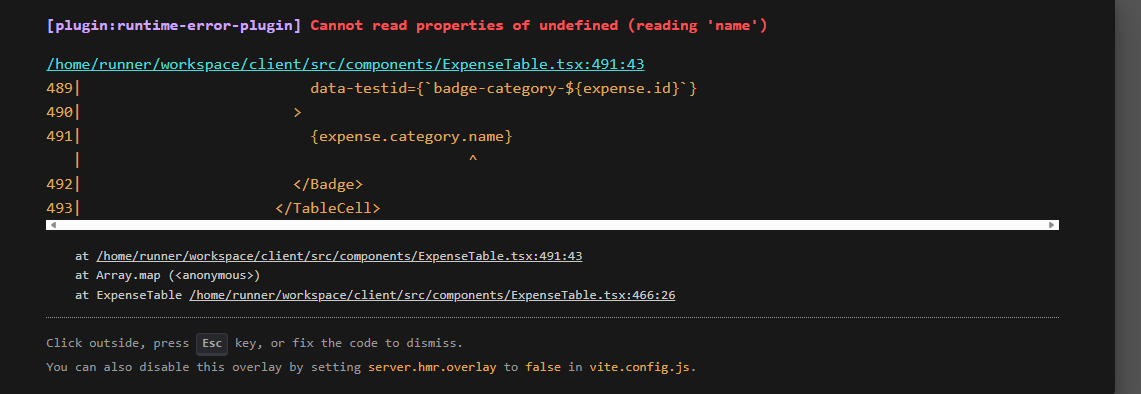 [plugin:runtime-error-plugin] Cannot read properties of undefined (reading 'name')
/home/runner/workspace/client/src/components/ExpenseTable.tsx:491:43
489|                          data-testid={`badge-category-${expense.id}`}
490|                        >
491|                          {expense.category.name}
   |                                            ^
492|                        </Badge>
493|                      </TableCell>
at /home/runner/workspace/client/src/components/ExpenseTable.tsx:491:43
at Array.map (<anonymous>)
at ExpenseTable /home/runner/workspace/client/src/components/ExpenseTable.tsx:466:26
Click outside, press Esc key, or fix the code to dismiss.
You can also disable this overlay by setting server.hmr.overlay to false in vite.config.js.